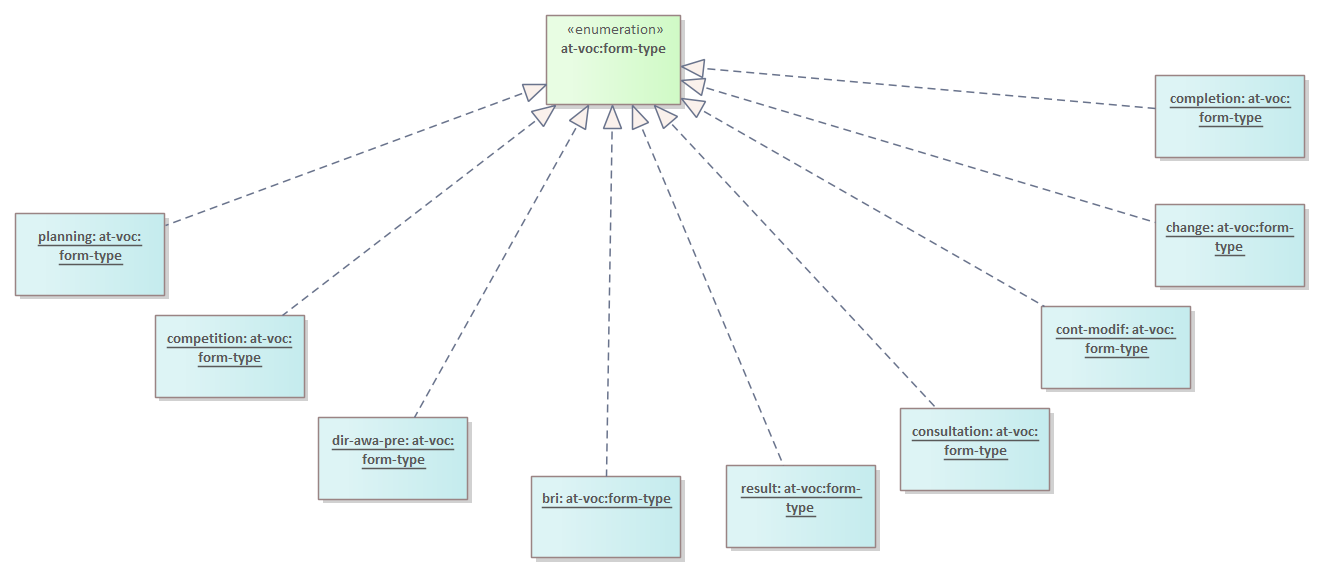 «enumeration»
at-voc:form-type
completion: at-voc:
form-type
planning: at-voc:
form-type
change: at-voc:form-
type
competition: at-voc:
form-type
cont-modif: at-voc:
form-type
dir-awa-pre: at-voc:
form-type
consultation: at-voc:
form-type
bri: at-voc:form-type
result: at-voc:form-
type